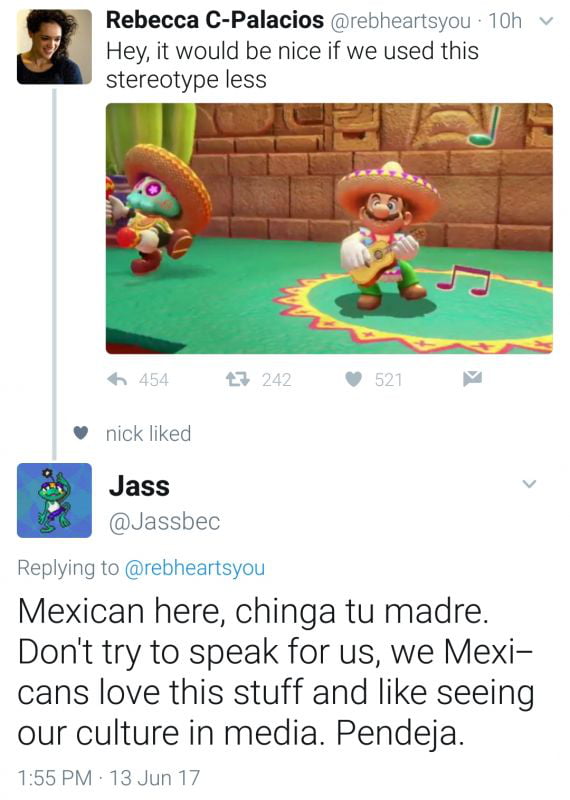 Rebecca C-Palacios @rebheartsyou · 10h
Hey, it would be nice if we used this
stereotype less
454 242 521
nick liked
Jass
@Jassbec
Replying to @rebheartsyou
Mexican here, chinga tu madre.
Don't try to speak for us, we Mexi–
cans love this stuff and like seeing
our culture in media. Pendeja.
1:55 PM · 13 Jun 17